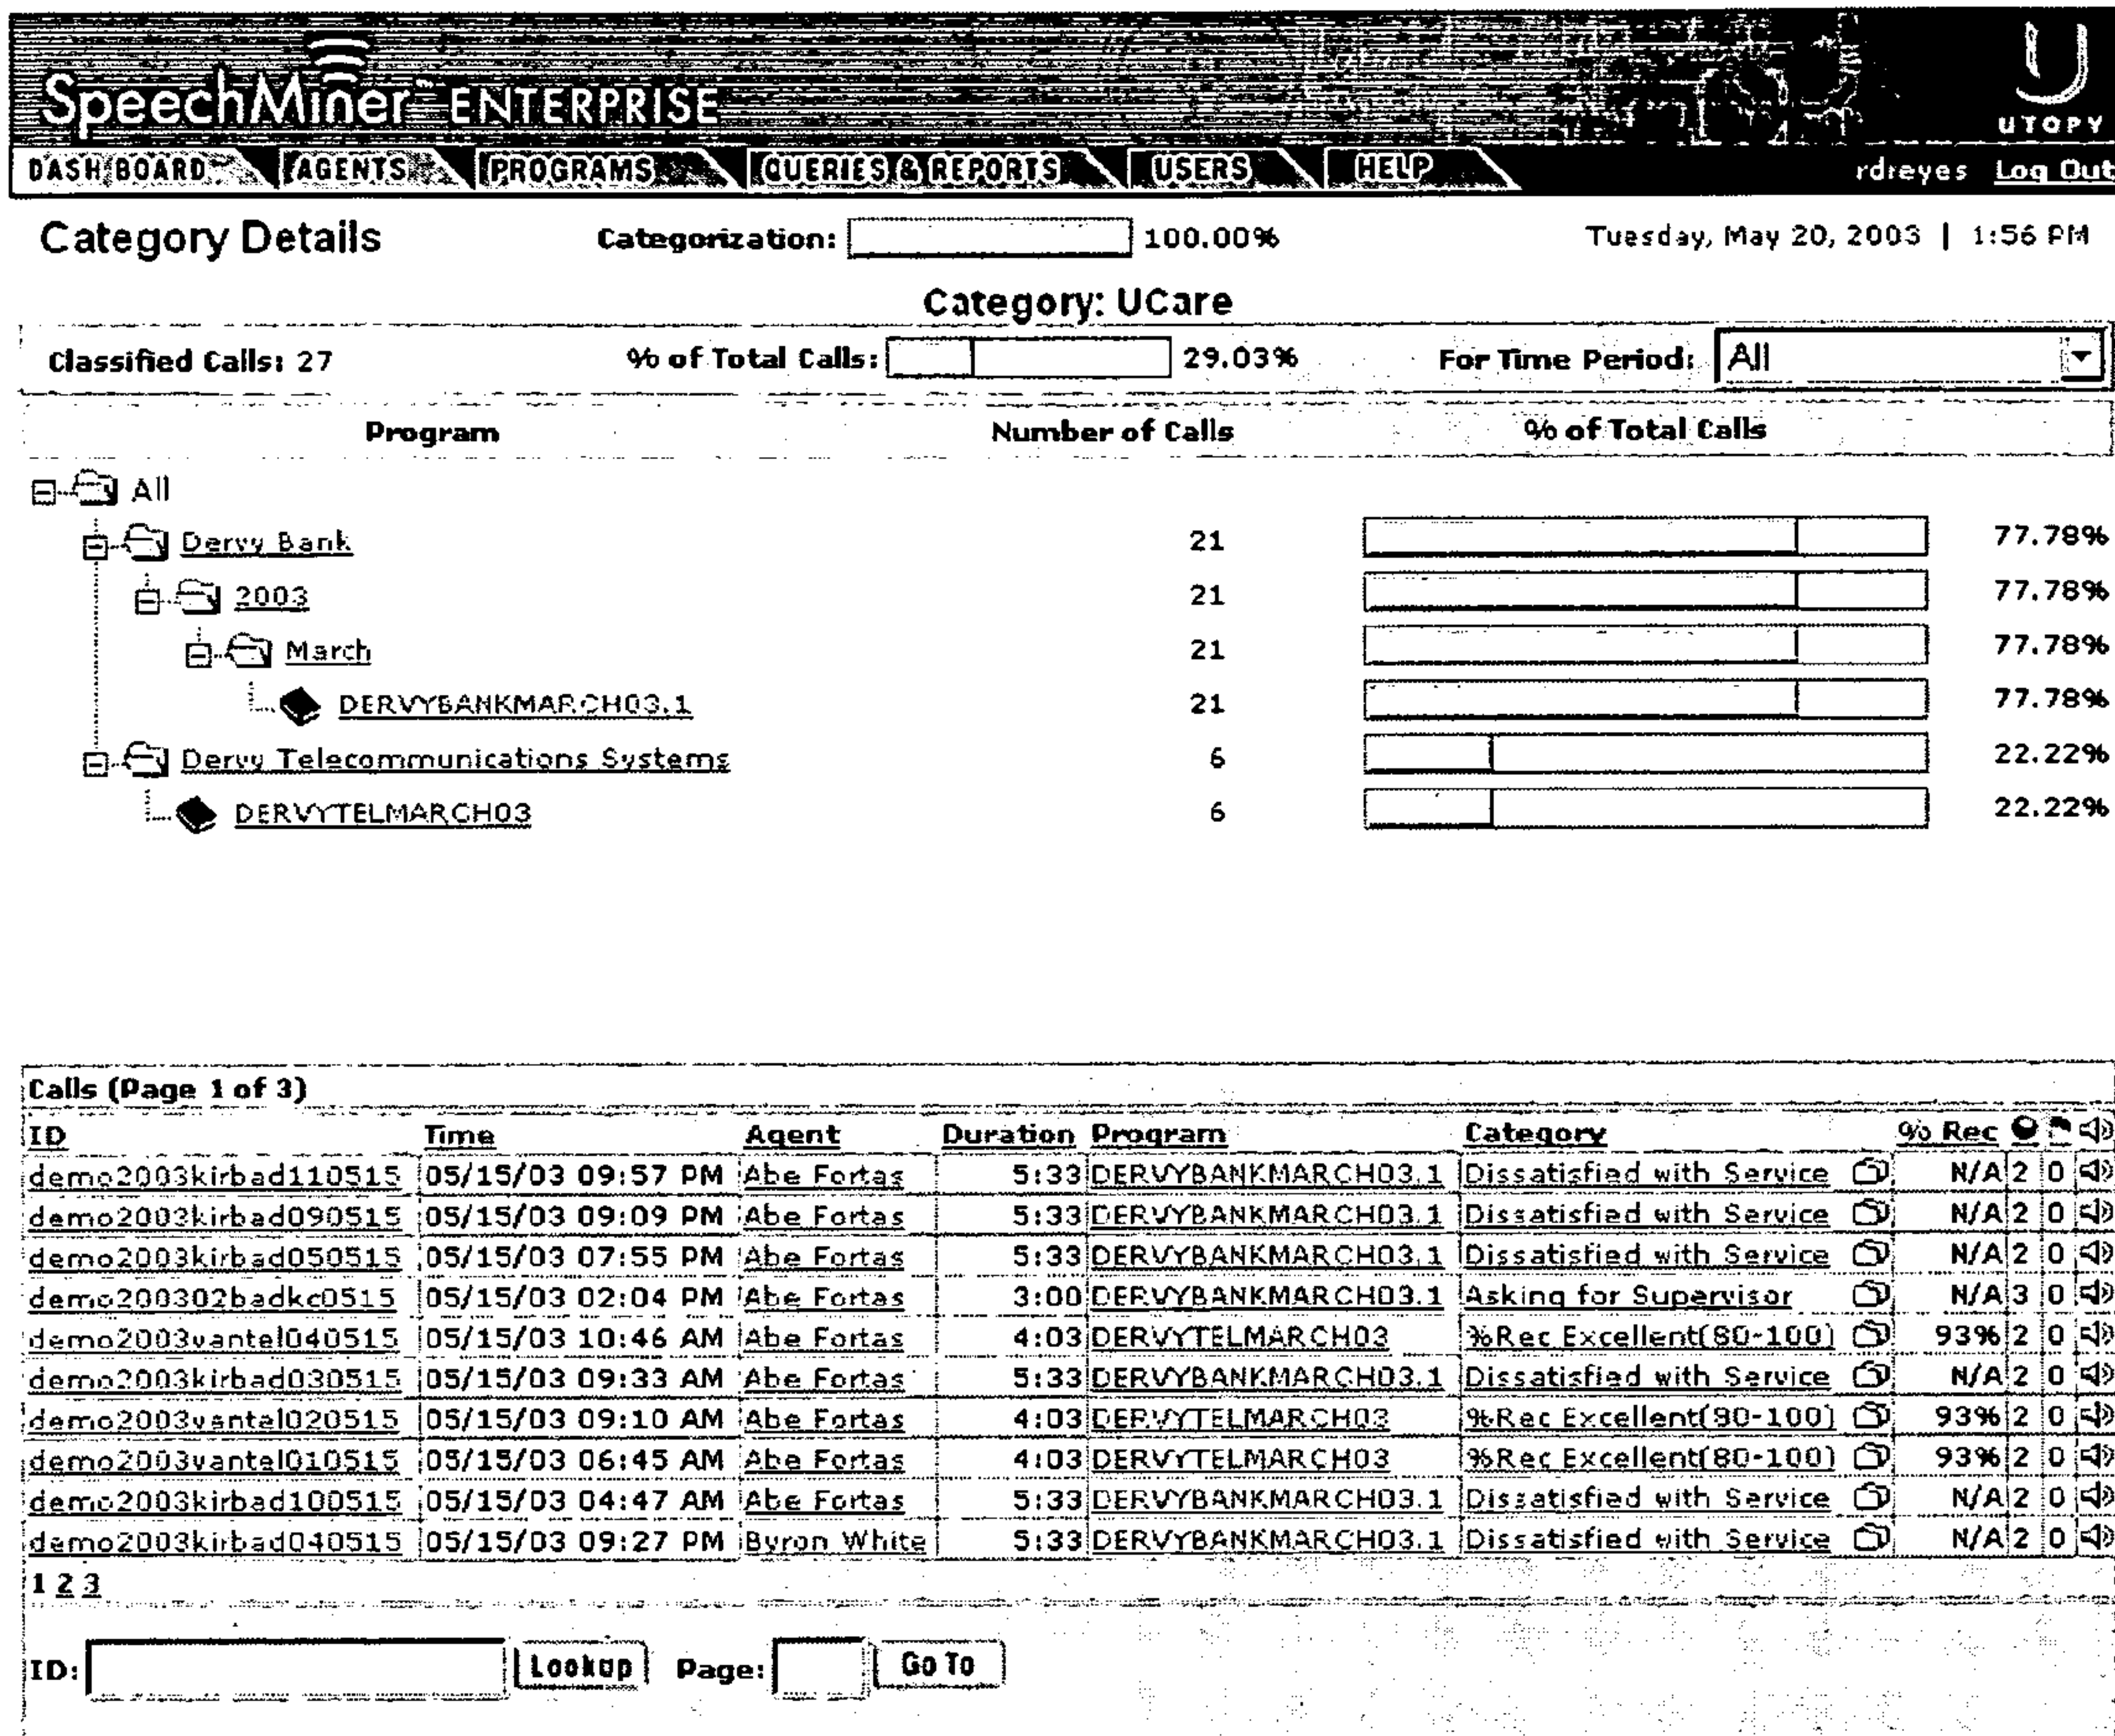 SpeechMiner™ ENTERPRISE
UTOPY
DASHBOARD AGENTS PROGRAMS QUERIES & REPORTS USERS HELP rdreyes Log Out
Category Details Categorization: 100.00% Tuesday, May 20, 2003 | 1:56 PM
Category: UCare
Classified Calls: 27 % of Total Calls: 29.03% For Time Period: All
Program Number of Calls % of Total Calls
All
Dervy Bank 21 77.78%
2003 21 77.78%
March 21 77.78%
DERVYBANKMARCH03.1 21 77.78%
Dervy Telecommunications Systems 6 22.22%
DERVYTELMARCH03 6 22.22%
Calls (Page 1 of 3)
ID Time Agent Duration Program Category % Rec
demo2003kirbad110515 05/15/03 09:57 PM Abe Fortas 5:33 DERVYBANKMARCH03.1 Dissatisfied with Service N/A 2 0
demo2003kirbad090515 05/15/03 09:09 PM Abe Fortas 5:33 DERVYBANKMARCH03.1 Dissatisfied with Service N/A 2 0
demo2003kirbad050515 05/15/03 07:55 PM Abe Fortas 5:33 DERVYBANKMARCH03.1 Dissatisfied with Service N/A 2 0
demo200302badkc0515 05/15/03 02:04 PM Abe Fortas 3:00 DERVYBANKMARCH03.1 Asking for Supervisor N/A 3 0
demo2003vantel040515 05/15/03 10:46 AM Abe Fortas 4:03 DERVYTELMARCH03 %Rec Excellent(80-100) 93% 2 0
demo2003kirbad030515 05/15/03 09:33 AM Abe Fortas 5:33 DERVYBANKMARCH03.1 Dissatisfied with Service N/A 2 0
demo2003vantel020515 05/15/03 09:10 AM Abe Fortas 4:03 DERVYTELMARCH03 %Rec Excellent(80-100) 93% 2 0
demo2003vantel010515 05/15/03 06:45 AM Abe Fortas 4:03 DERVYTELMARCH03 %Rec Excellent(80-100) 93% 2 0
demo2003kirbad100515 05/15/03 04:47 AM Abe Fortas 5:33 DERVYBANKMARCH03.1 Dissatisfied with Service N/A 2 0
demo2003kirbad040515 05/15/03 09:27 PM Byron White 5:33 DERVYBANKMARCH03.1 Dissatisfied with Service N/A 2 0
1 2 3
ID: Lookup Page: Go To